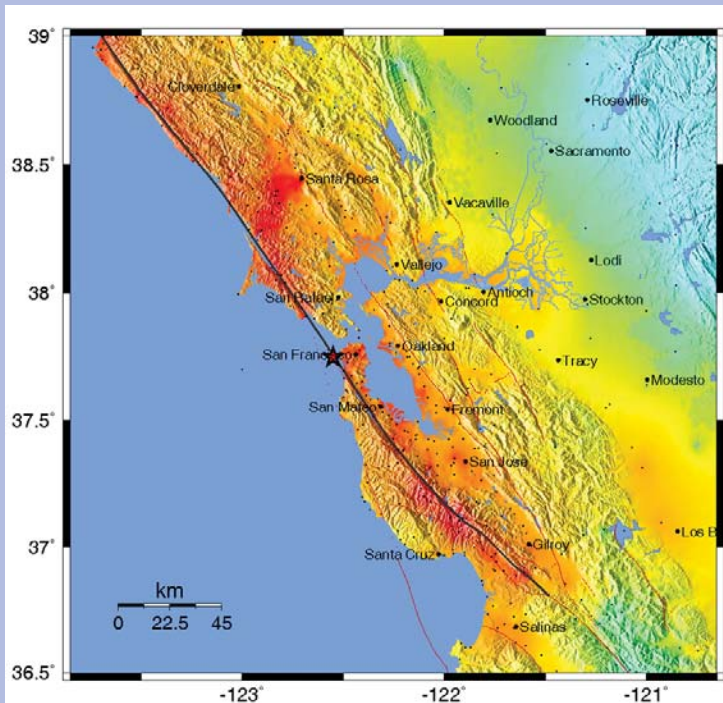 39˚
Cloverdale
Roseville
Woodland
Sacramento
38.5˚
Santa Rosa
Vacaville
Vallejo
Lodi
38˚
San Rafael
Concord
Antioch
Stockton
San Francisco
Oakland
Tracy
Modesto
37.5˚
San Mateo
Fremont
San Jose
37˚
Santa Cruz
Gilroy
Los B
km
0 22.5 45
Salinas
36.5˚
-123˚ -122˚ -121˚